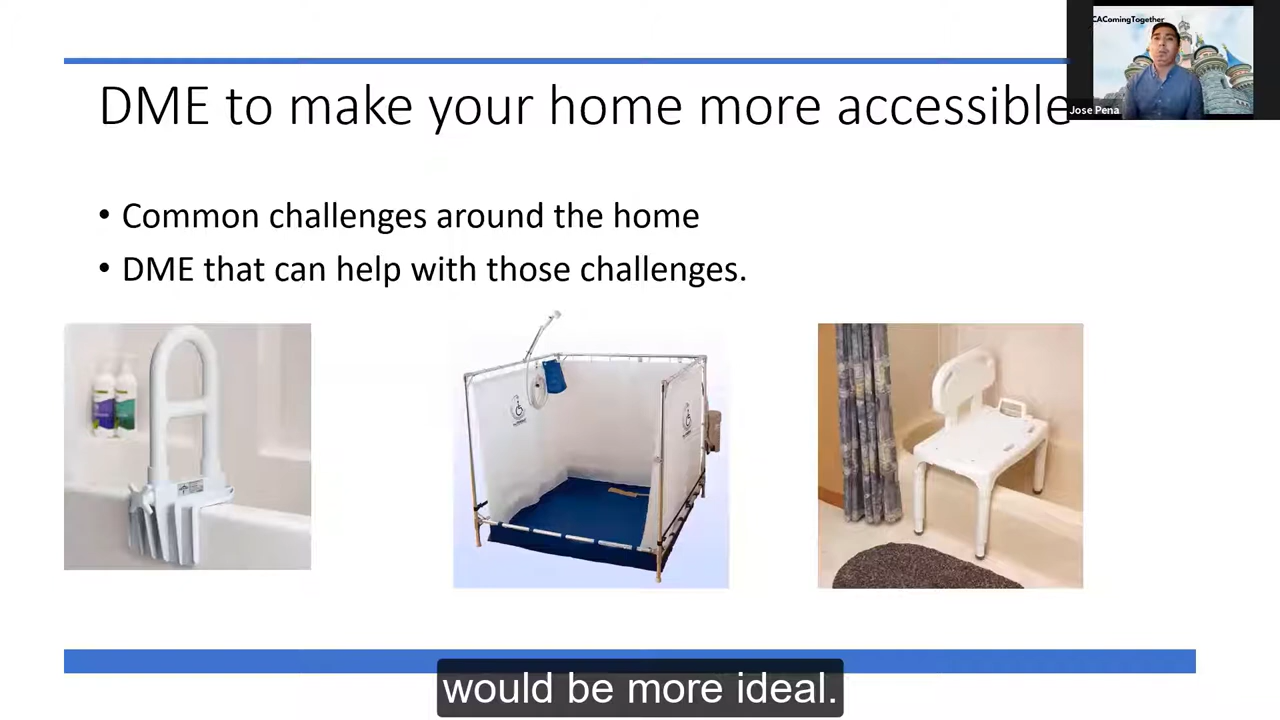 CAComingTogether
Jose Pena
DME to make your home more accessible
• Common challenges around the home
• DME that can help with those challenges.
would be more ideal.